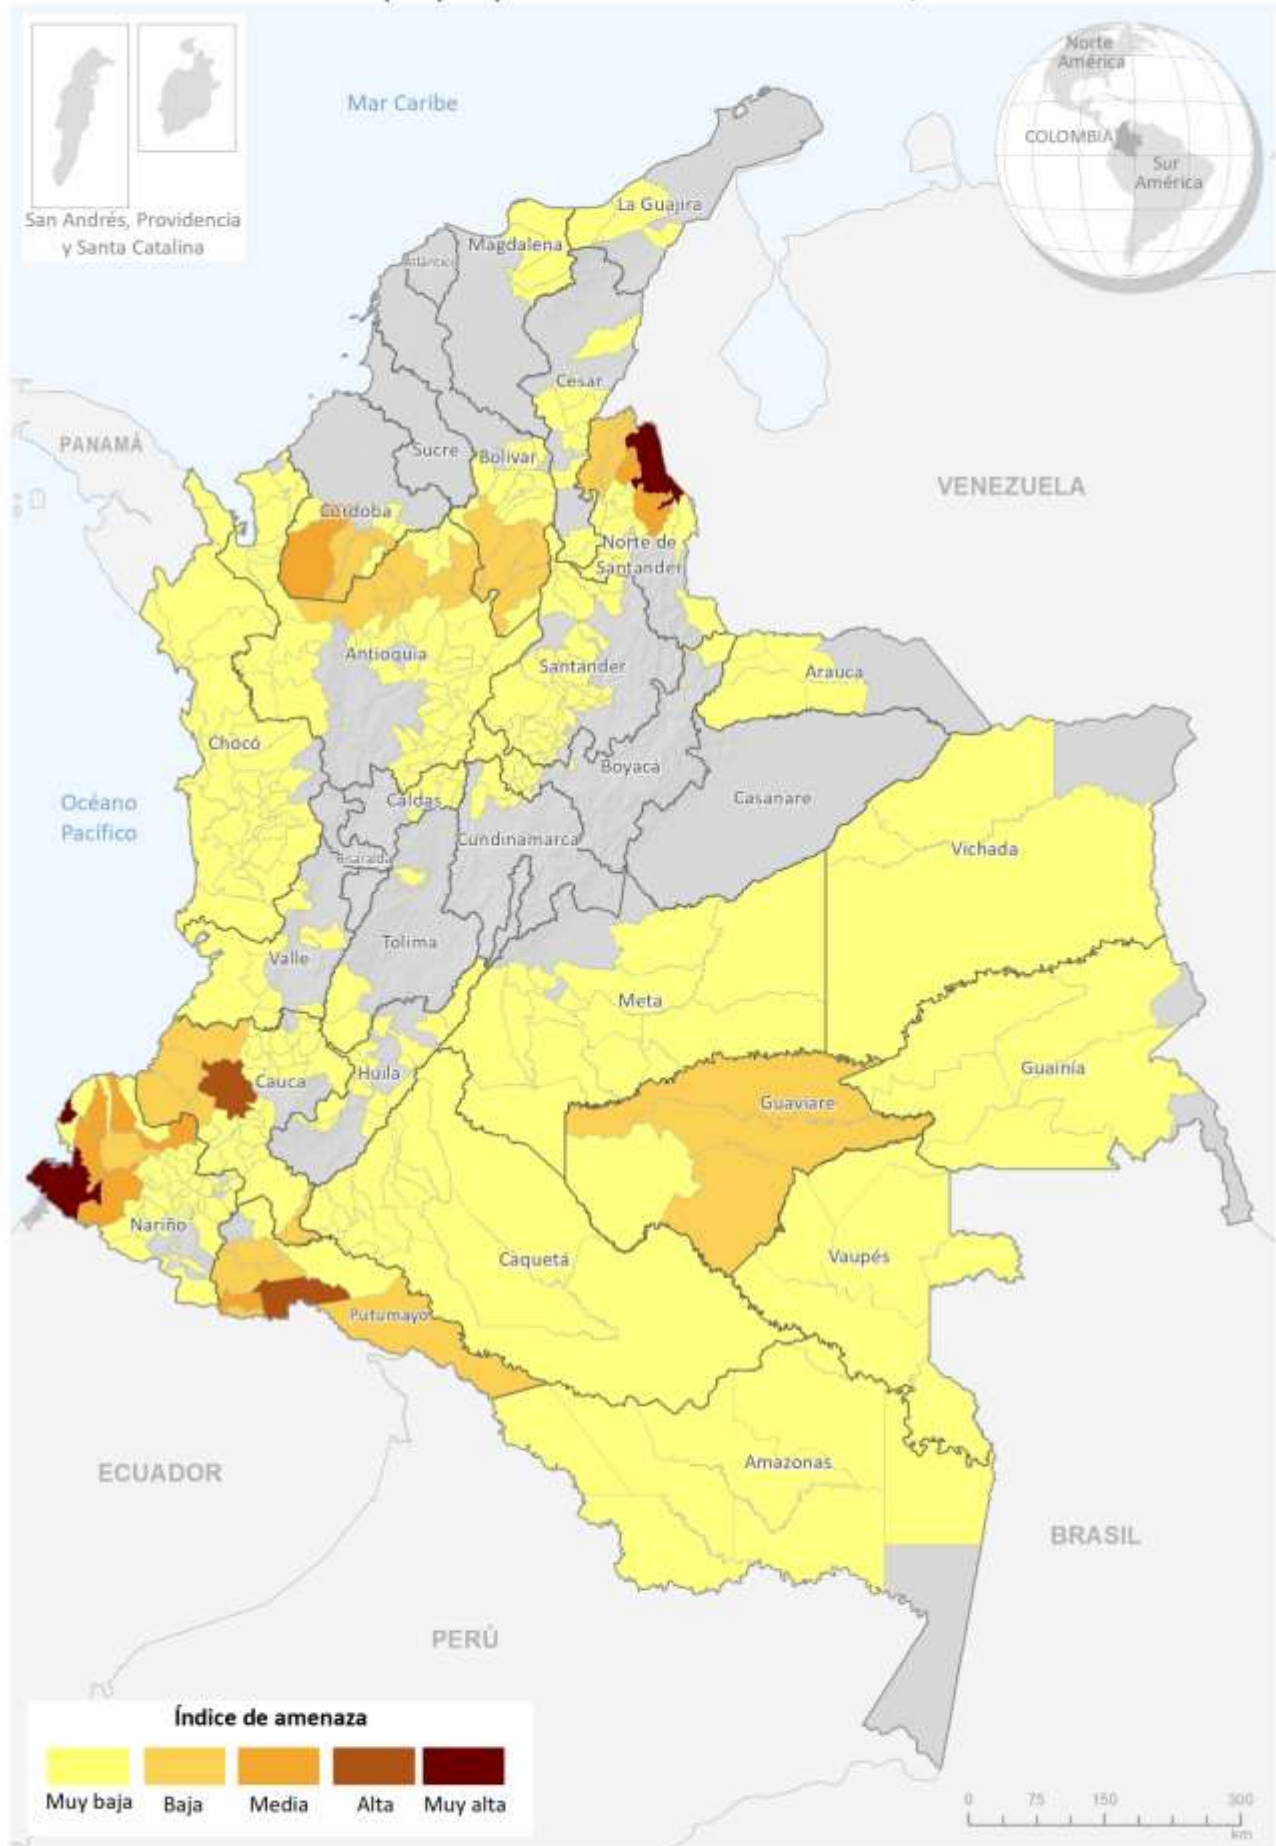 Norte
América
COLOMBIA
Sur
América
San Andrés, Providencia
y Santa Catalina
Mar Caribe
La Guajira
Magdalena
Atlántico
Cesar
PANAMÁ
Sucre
Bolívar
VENEZUELA
Córdoba
Norte de
Santander
Antioquia
Santander
Arauca
Chocó
Boyacá
Casanare
Océano
Pacífico
Caldas
Cundinamarca
Vichada
Risaralda
Tolima
Valle
Meta
Cauca
Huila
Guainía
Guaviare
Nariño
Caquetá
Vaupés
Putumayo
Amazonas
ECUADOR
BRASIL
PERÚ
Índice de amenaza
Muy baja Baja Media Alta Muy alta
0 75 150 300
km